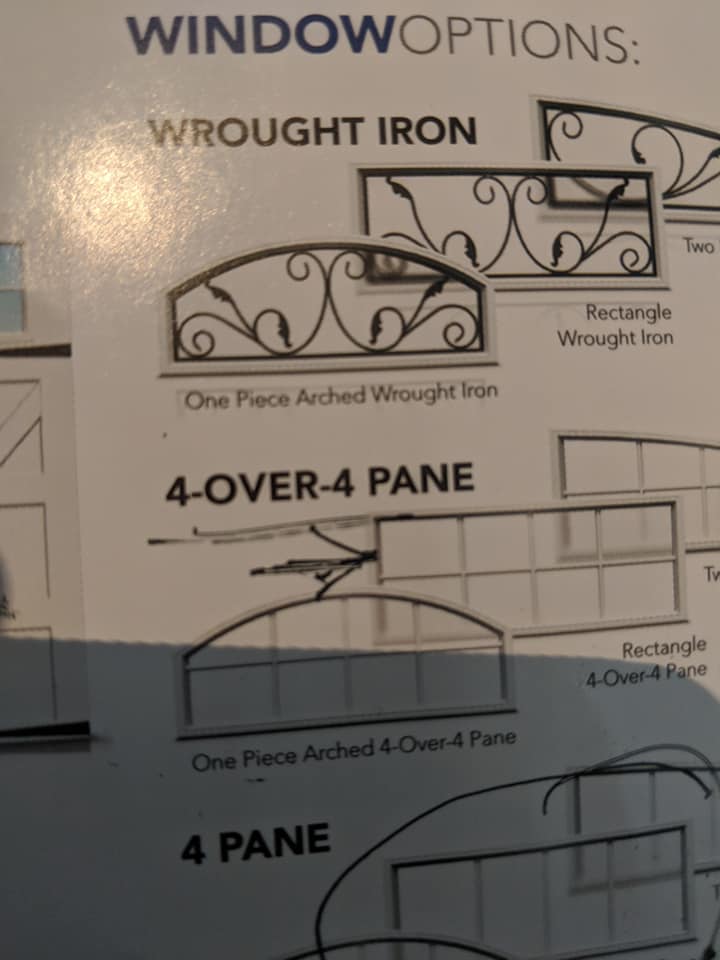 WINDOWOPTIONS:
WROUGHT IRON
Two
Rectangle
Wrought Iron
One Piece Arched Wrought Iron
4-OVER-4 PANE
Rectangle
4-Over-4 Pane
One Piece Arched 4-Over-4 Pane
4 PANE